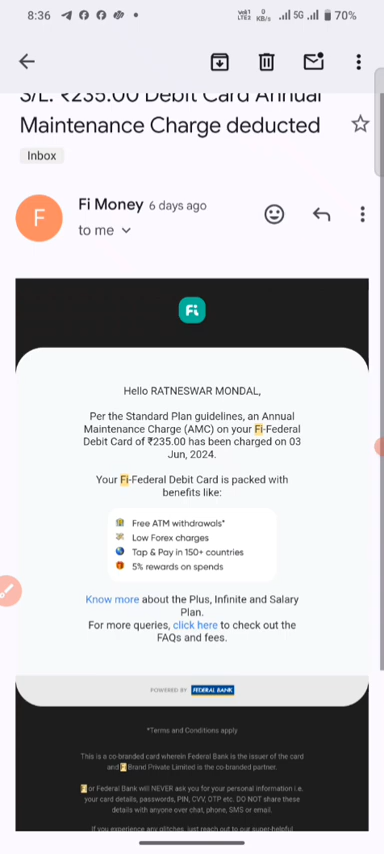 8:36
Vo1
LTE2
0
KB/s
5G
70%
S/L: ₹235.00 Debit Card Annual
Maintenance Charge deducted
Inbox
F
Fi Money 6 days ago
to me
Fi
Hello RATNESWAR MONDAL,
Per the Standard Plan guidelines, an Annual
Maintenance Charge (AMC) on your Fi-Federal
Debit Card of ₹235.00 has been charged on 03
Jun, 2024.
Your Fi-Federal Debit Card is packed with
benefits like:
Free ATM withdrawals*
Low Forex charges
Tap & Pay in 150+ countries
5% rewards on spends
Know more about the Plus, Infinite and Salary
Plan.
For more queries, click here to check out the
FAQs and fees.
POWERED BY FEDERAL BANK
*Terms and Conditions apply
This is a co-branded card wherein Federal Bank is the issuer of the card
and Fi Brand Private Limited is the co-branded partner.
Fi or Federal Bank will NEVER ask you for your personal information i.e.
your card details, passwords, PIN, CVV, OTP etc. DO NOT share these
details with anyone over chat, phone, SMS or email.
If you experience any glitches, just reach out to our super-helpful